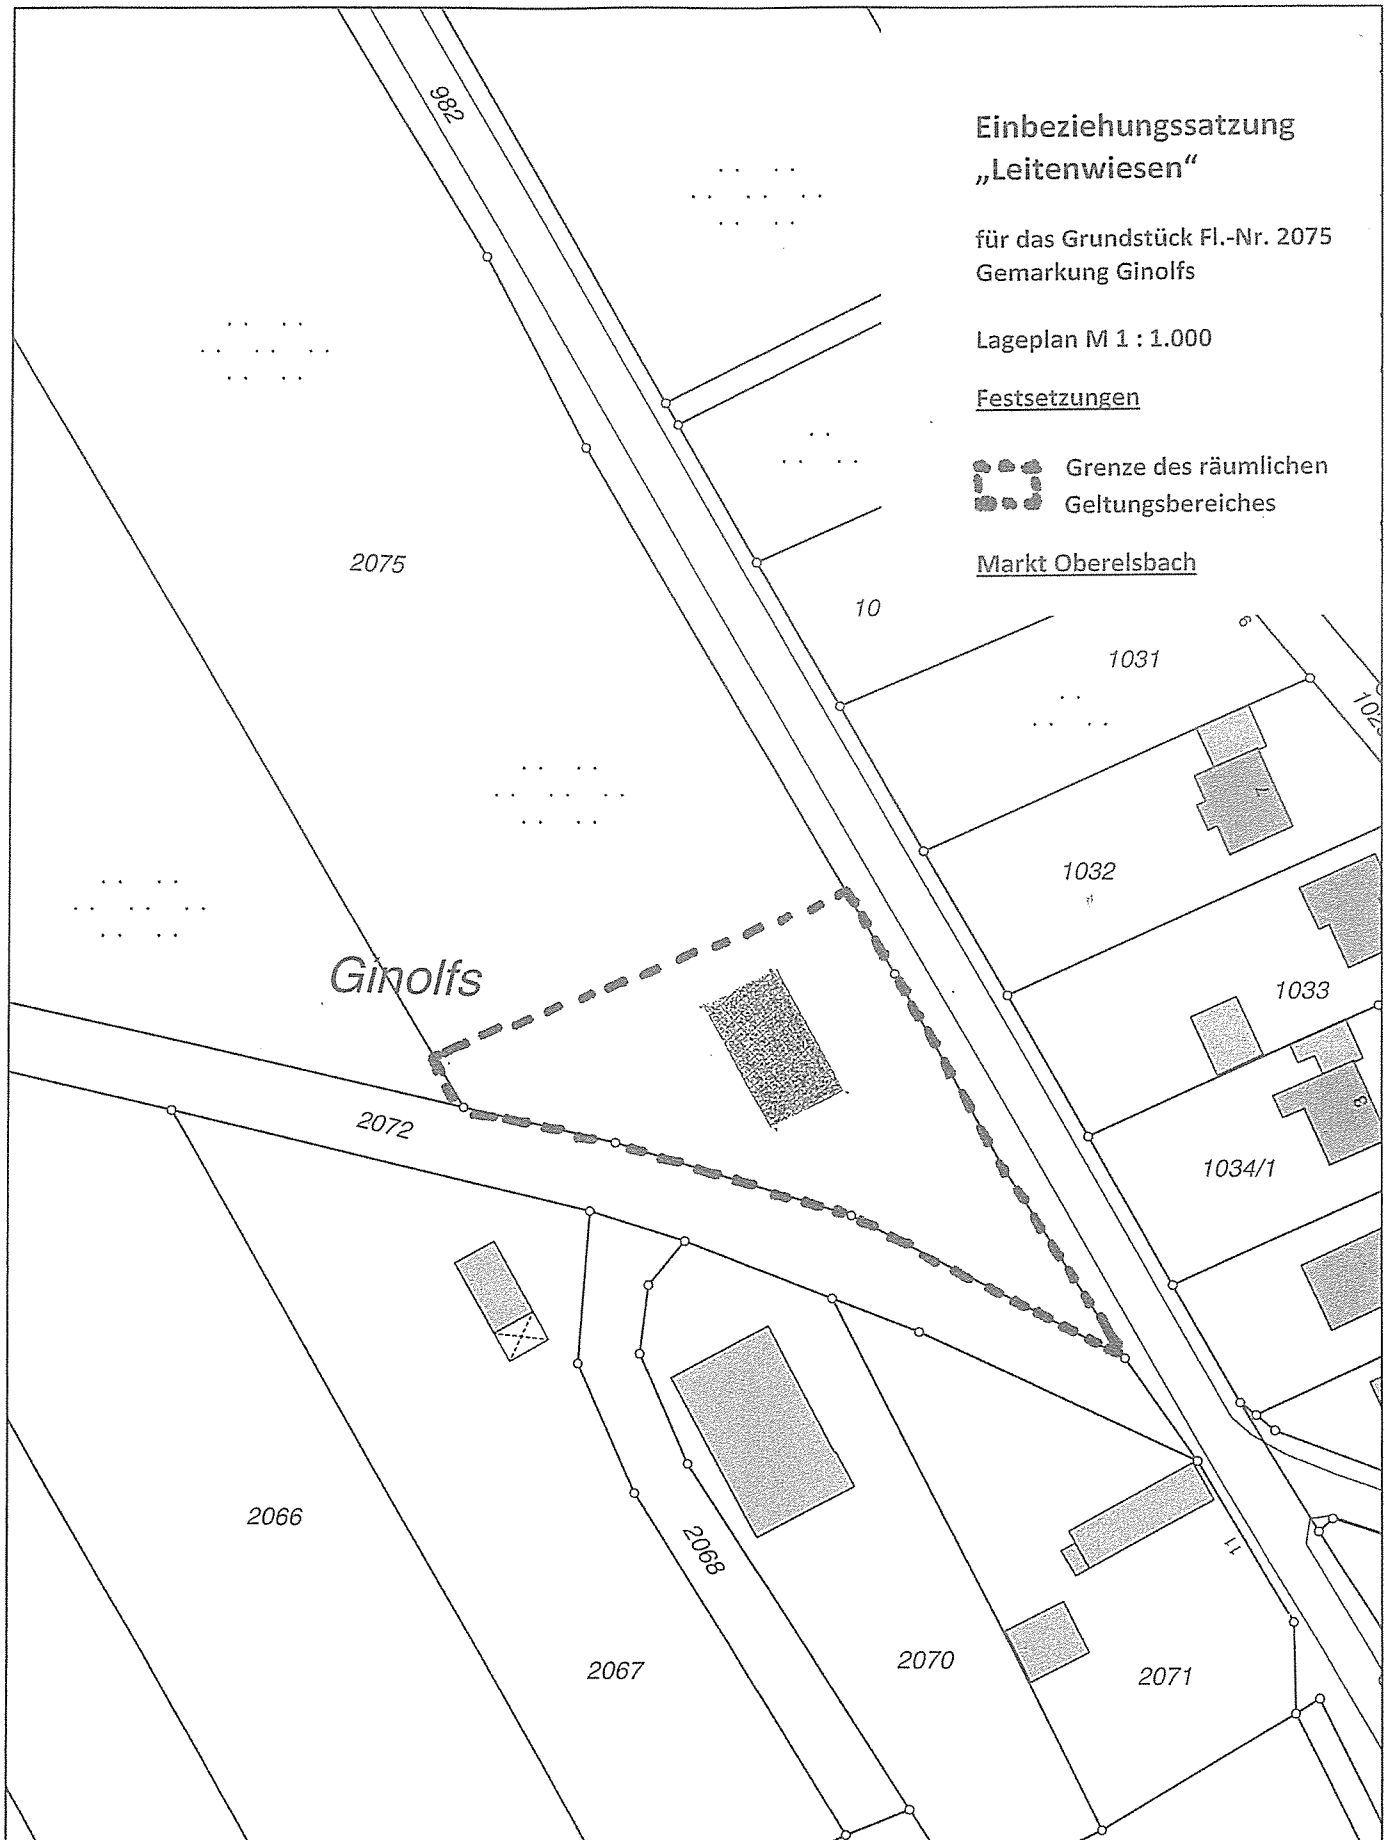 982
Einbeziehungssatzung
„Leitenwiesen“
für das Grundstück Fl.-Nr. 2075
Gemarkung Ginolfs
Lageplan M 1 : 1.000
Festsetzungen
Grenze des räumlichen
Geltungsbereiches
Markt Oberelsbach
2075
10
1031
7
1032
Ginolfs
1033
2072
3
1034/1
2066
2068
11
2067
2070
2071